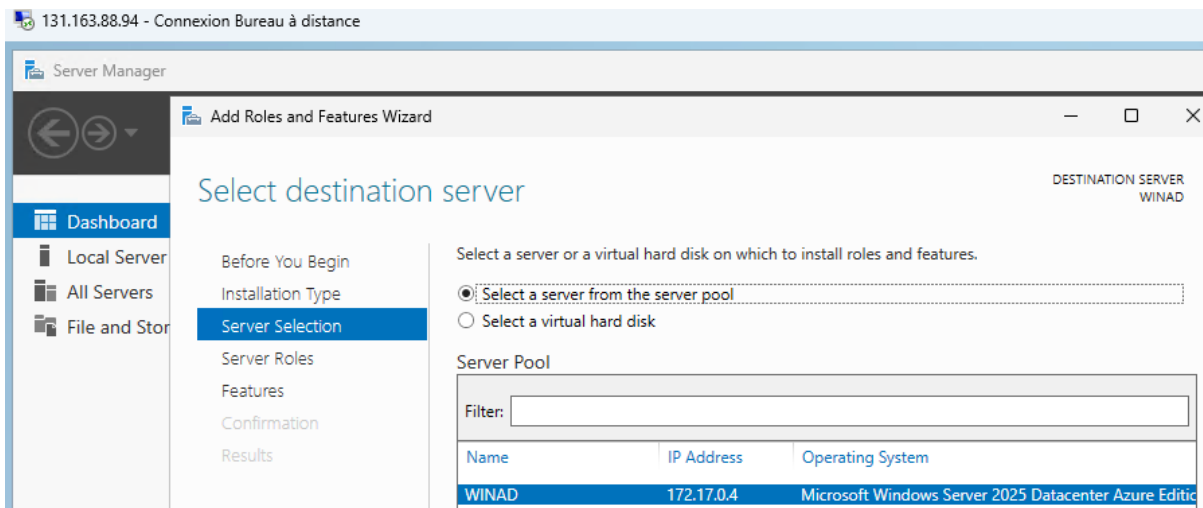 131.163.88.94 - Connexion Bureau à distance
Server Manager
Add Roles and Features Wizard
Select destination server
DESTINATION SERVER
WINAD
Dashboard
Local Server
All Servers
File and Stor
Before You Begin
Installation Type
Server Selection
Server Roles
Features
Confirmation
Results
Select a server or a virtual hard disk on which to install roles and features.
Select a server from the server pool
Select a virtual hard disk
Server Pool
Filter:
Name IP Address Operating System
WINAD 172.17.0.4 Microsoft Windows Server 2025 Datacenter Azure Editic